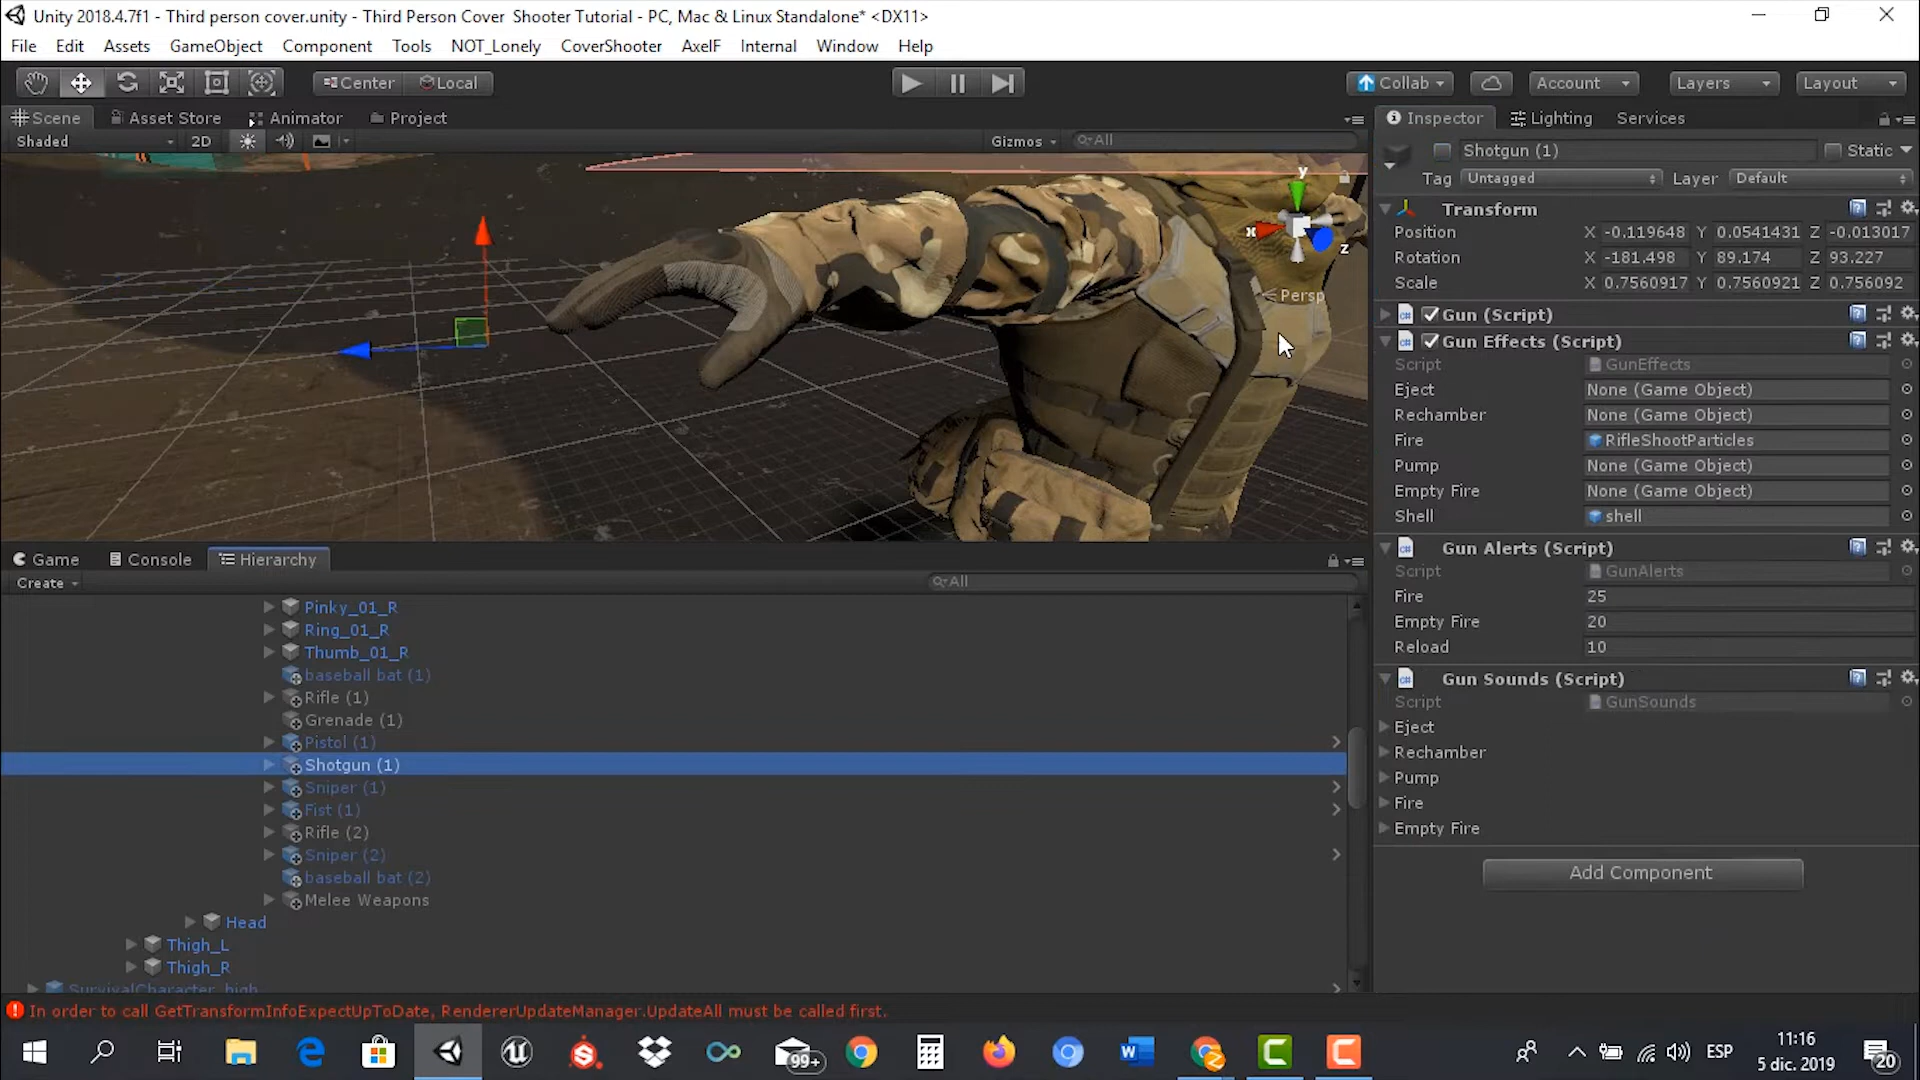 Unity 2018.4.7f1 - Third person cover.unity - Third Person Cover  Shooter Tutorial - PC, Mac & Linux Standalone* <DX11>
File Edit Assets GameObject Component Tools NOT_Lonely CoverShooter AxelF Internal Window Help
Center Local Collab Account Layers Layout
Scene Asset Store Animator Project Inspector Lighting Services
Shaded 2D Gizmos All
Shotgun (1) Static
Tag Untagged Layer Default
Transform
Position X -0.119648 Y 0.0541431 Z -0.013017
Rotation X -181.498 Y 89.174 Z 93.227
Scale X 0.7560917 Y 0.7560921 Z 0.756092
y
x
z
Persp
Gun (Script)
Gun Effects (Script)
Script GunEffects
Eject None (Game Object)
Rechamber None (Game Object)
Fire RifleShootParticles
Pump None (Game Object)
Empty Fire None (Game Object)
Shell shell
Gun Alerts (Script)
Script GunAlerts
Fire 25
Empty Fire 20
Reload 10
Gun Sounds (Script)
Script GunSounds
Eject
Rechamber
Pump
Fire
Empty Fire
Add Component
Game Console Hierarchy
Create All
Pinky_01_R
Ring_01_R
Thumb_01_R
baseball bat (1)
Rifle (1)
Grenade (1)
Pistol (1)
Shotgun (1)
Sniper (1)
Fist (1)
Rifle (2)
Sniper (2)
baseball bat (2)
Melee Weapons
Head
Thigh_L
Thigh_R
SurvivalCharacter_high
In order to call GetTransformInfoExpectUpToDate, RendererUpdateManager.UpdateAll must be called first.
99+
ESP
11:16
5 dic. 2019
20